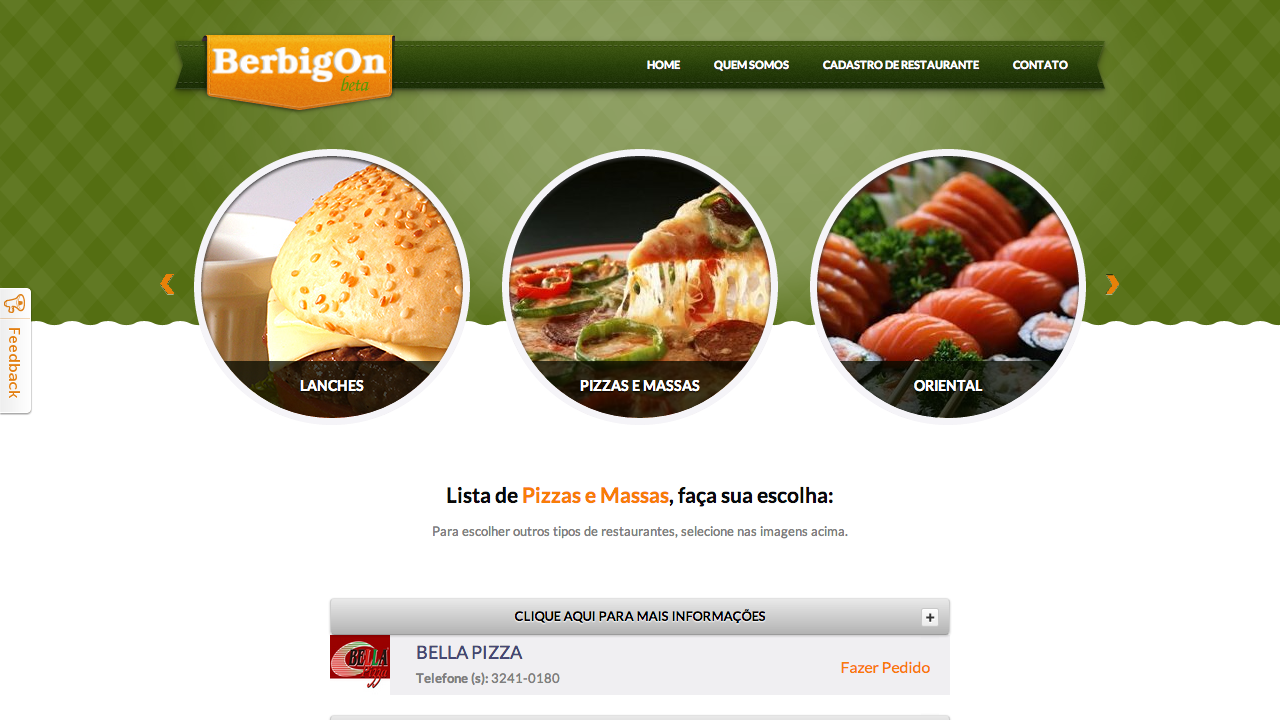 BerbigOn
beta
HOME QUEM SOMOS CADASTRO DE RESTAURANTE CONTATO
LANCHES
PIZZAS E MASSAS
ORIENTAL
Feedback
Lista de Pizzas e Massas, faça sua escolha:
Para escolher outros tipos de restaurantes, selecione nas imagens acima.
CLIQUE AQUI PARA MAIS INFORMAÇÕES
BELLA Pizza
BELLA PIZZA
Telefone (s): 3241-0180
Fazer Pedido